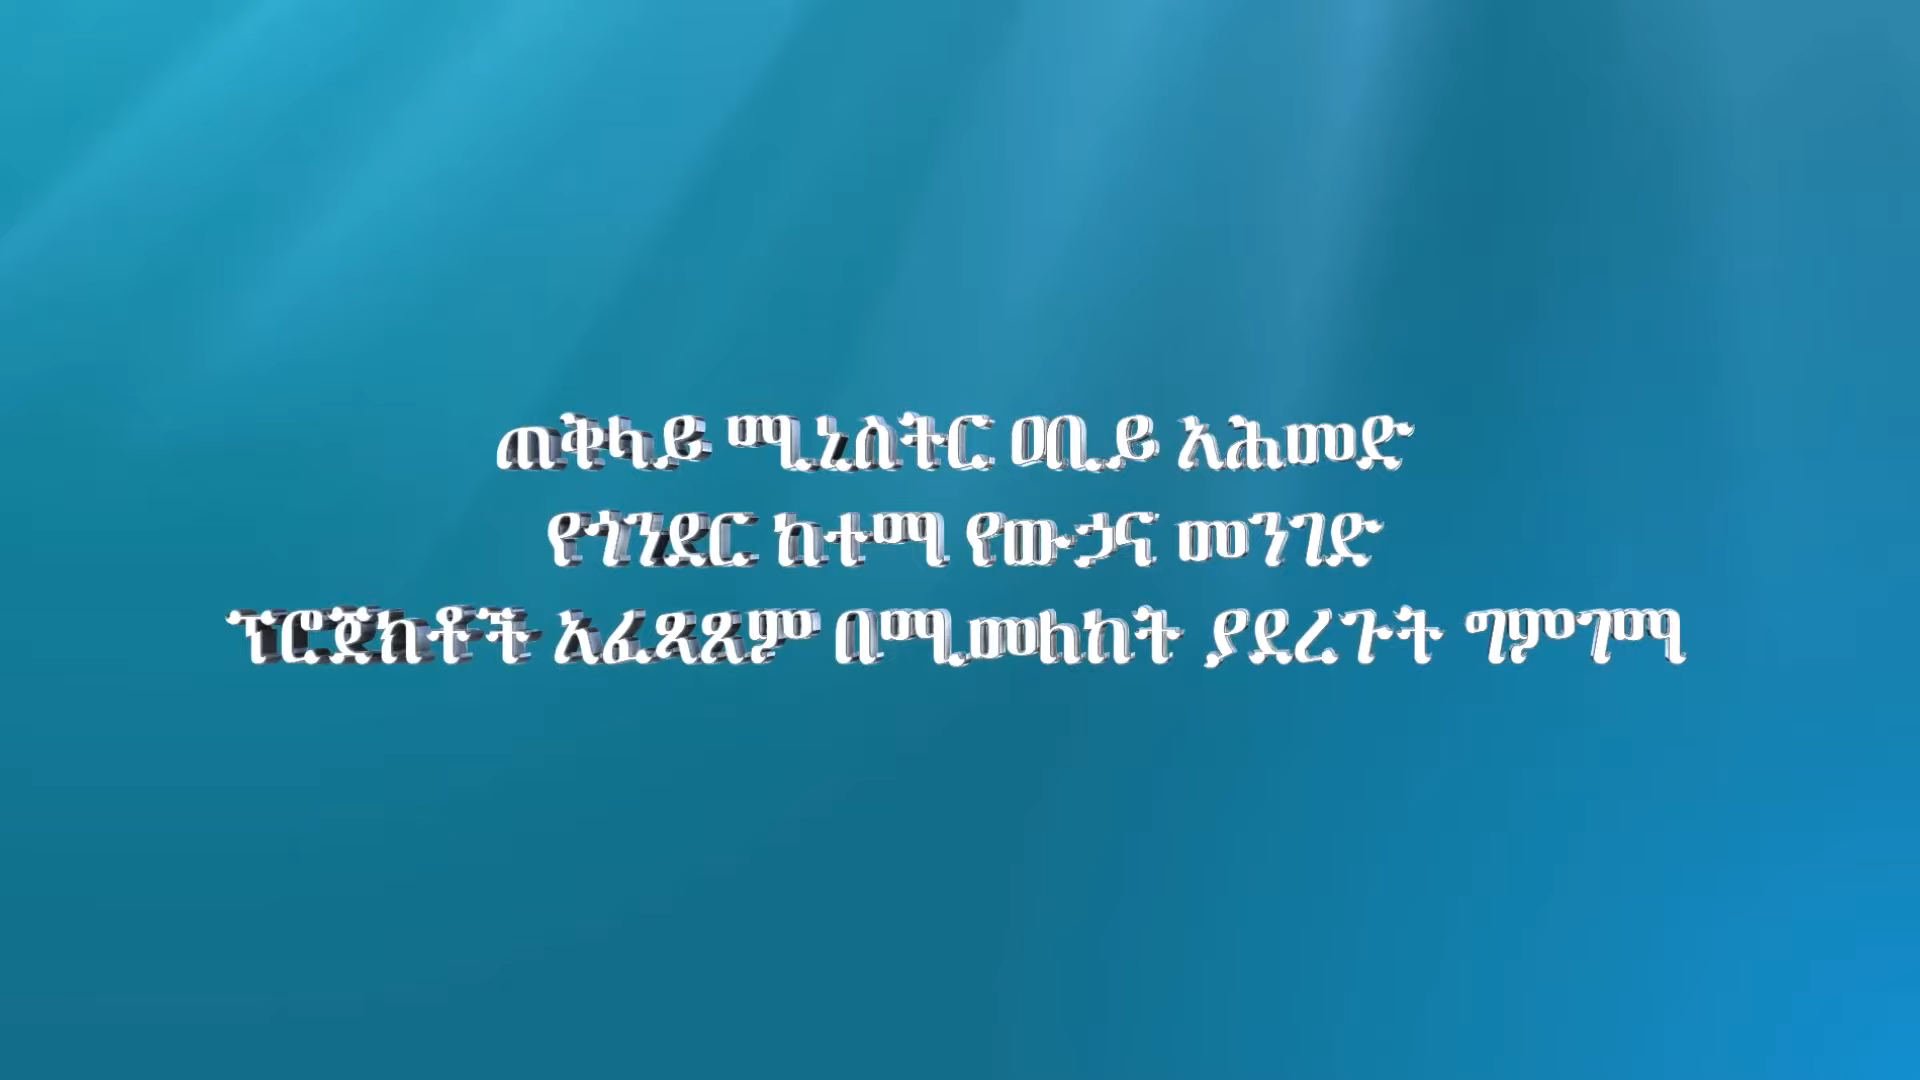 ጠቅላይ ሚኒስትር ዐቢይ አሕመድ
የጎንደር ከተማ የውኃና መንገድ
ፕሮጀክቶች አፈጻጸም በሚመለከት ያደረጉት ግምገማ